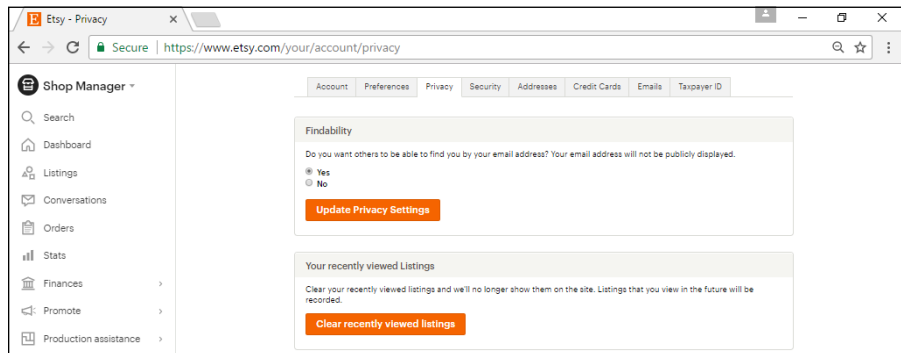 Etsy - Privacy
Secure | https://www.etsy.com/your/account/privacy
Shop Manager
Search
Dashboard
Listings
Conversations
Orders
Stats
Finances
Promote
Production assistance
Account Preferences Privacy Security Addresses Credit Cards Emails Taxpayer ID
Findability
Do you want others to be able to find you by your email address? Your email address will not be publicly displayed.
Yes
No
Update Privacy Settings
Your recently viewed Listings
Clear your recently viewed listings and we'll no longer show them on the site. Listings that you view in the future will be
recorded.
Clear recently viewed listings